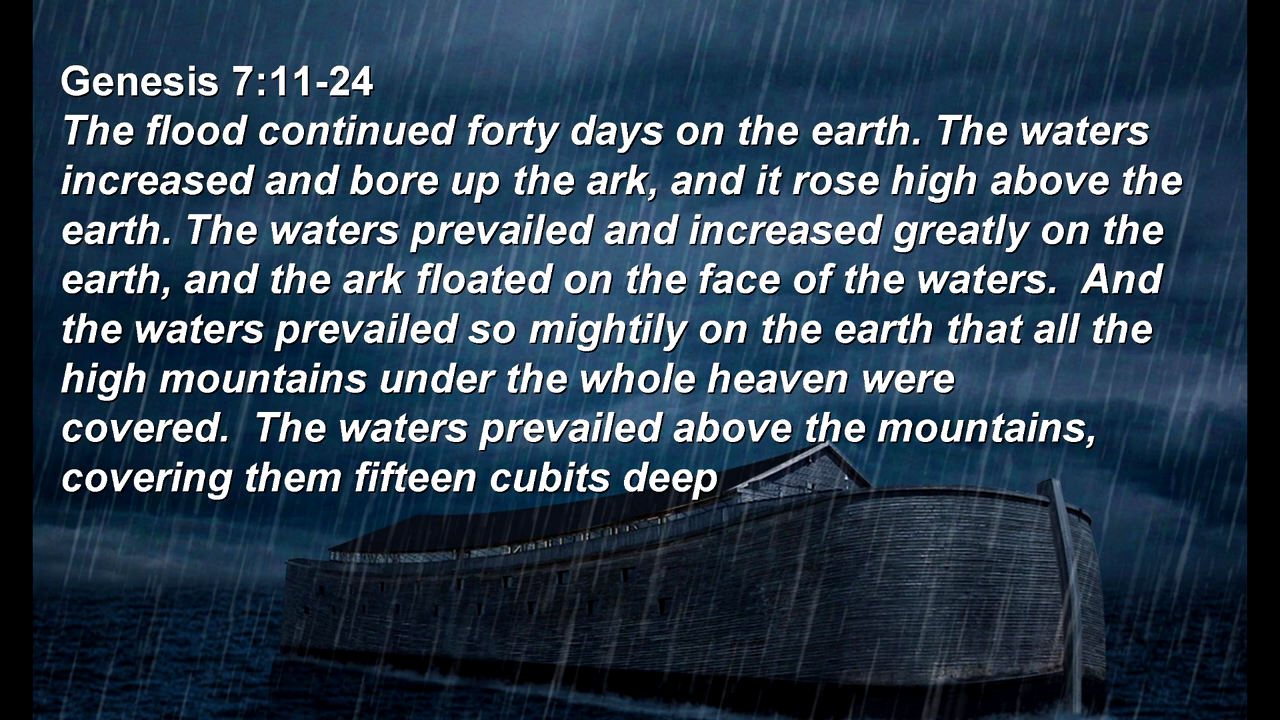 Genesis 7:11-24
The flood continued forty days on the earth. The waters
increased and bore up the ark, and it rose high above the
earth. The waters prevailed and increased greatly on the
earth, and the ark floated on the face of the waters.  And
the waters prevailed so mightily on the earth that all the
high mountains under the whole heaven were
covered.  The waters prevailed above the mountains,
covering them fifteen cubits deep